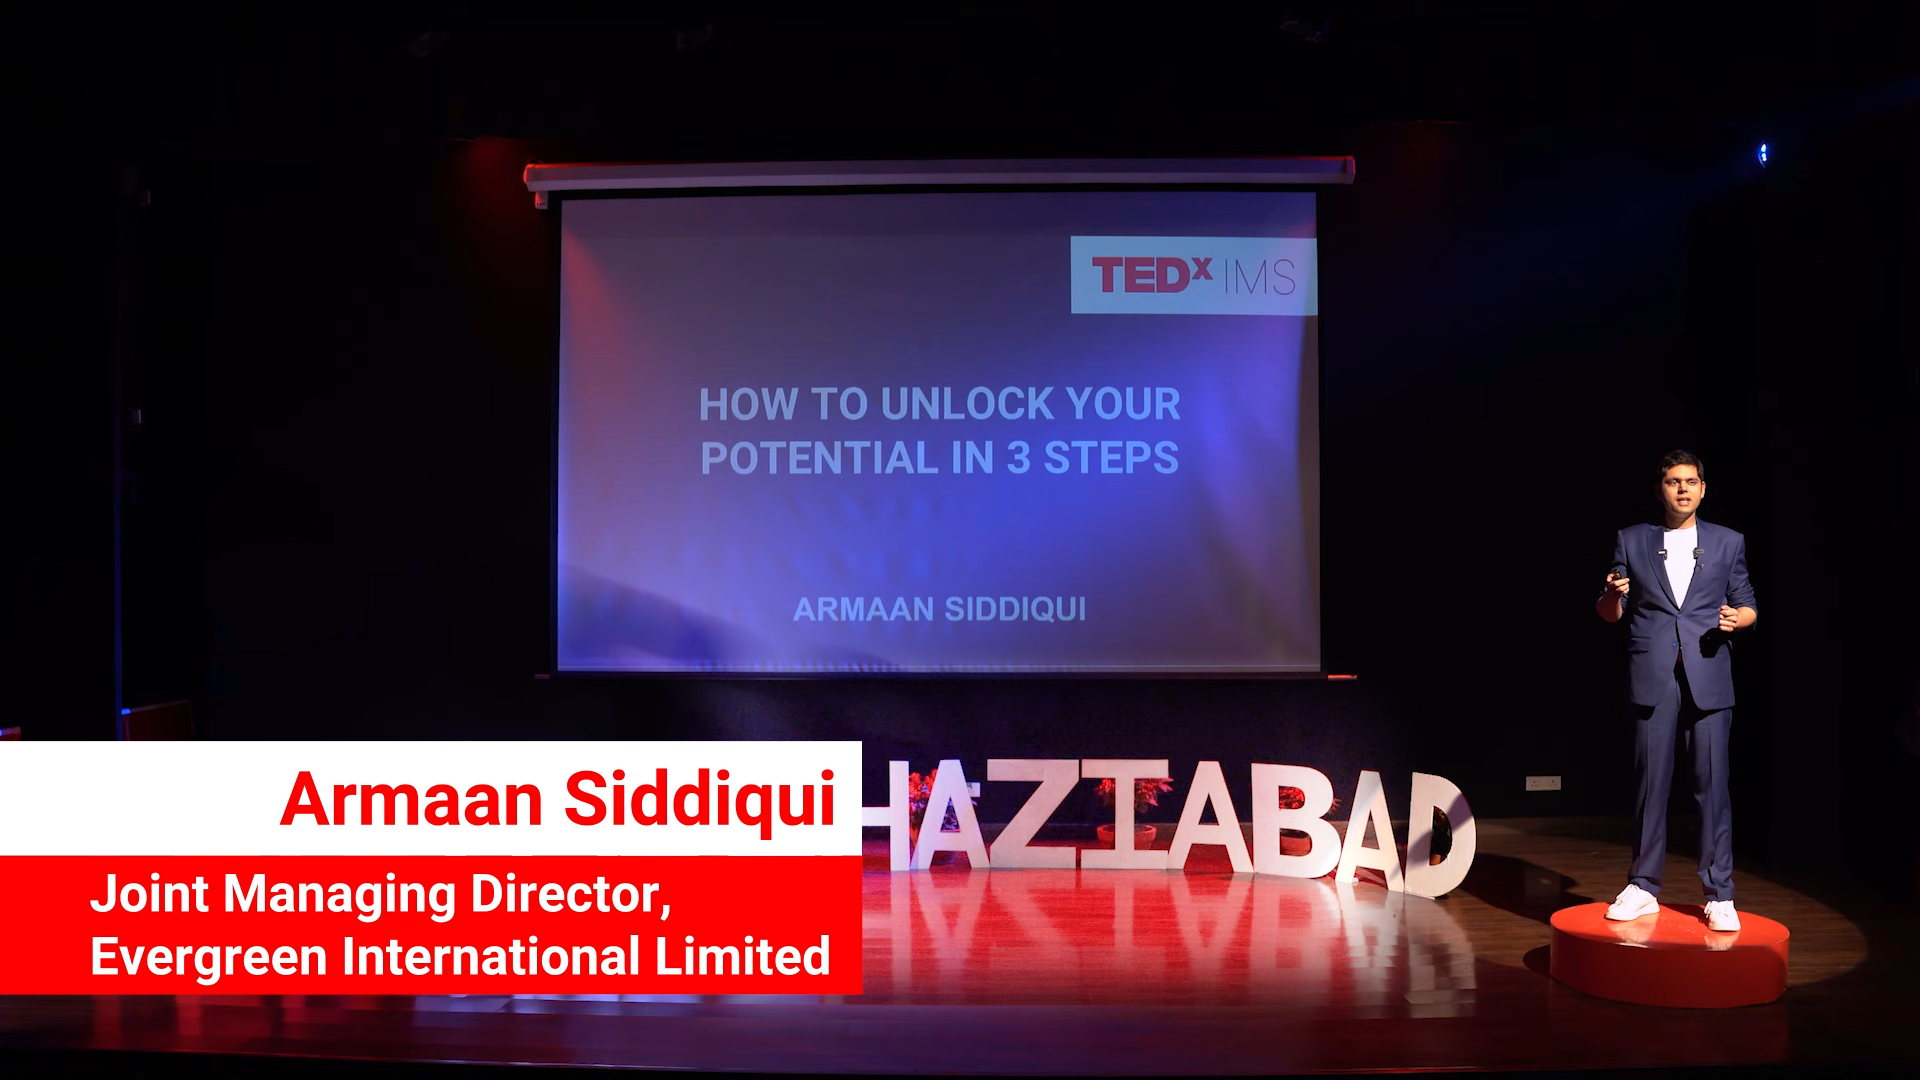 TEDx IMS
HOW TO UNLOCK YOUR
POTENTIAL IN 3 STEPS
ARMAAN SIDDIQUI
Armaan Siddiqui
HAZIABAD
Joint Managing Director,
Evergreen International Limited